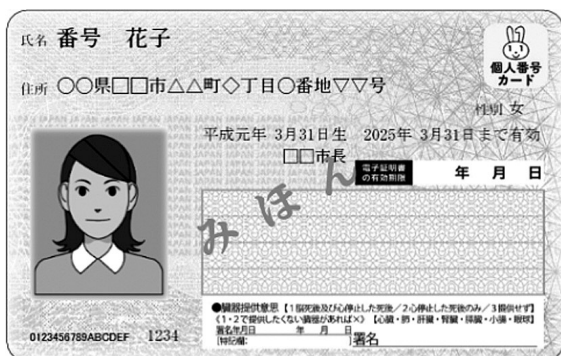 氏名 番号 花子
個人番号
カード
住所 〇〇県□□市△△町◇丁目〇番地▽▽号
性別 女
平成元年 3月31日生 2025年 3月31日まで有効
□□市長
電子証明書
の有効期限
年 月 日
みほん
●臓器提供意思【1脳死後及び心停止した死後/2心停止した死後のみ/3提供せず】
《1・2で提供したくない臓器があれば×》【心臓・肺・肝臓・腎臓・膵臓・小腸・眼球】
署名年月日 年 月 日
[特記欄: ] 署名
0123456789ABCDEF 1234